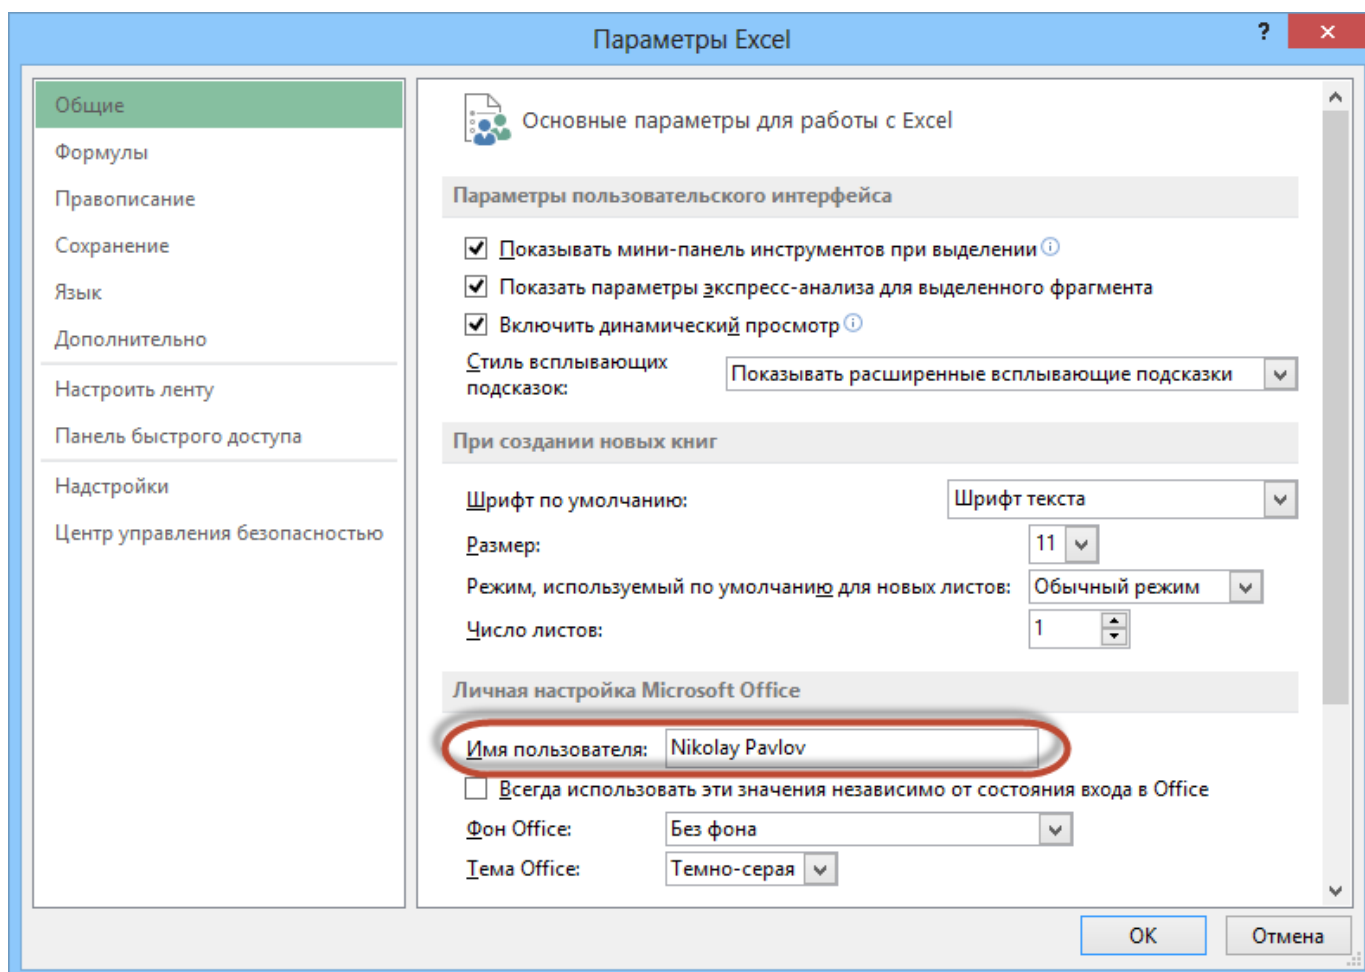 Параметры Excel
?
Общие
Формулы
Правописание
Сохранение
Язык
Дополнительно
Настроить ленту
Панель быстрого доступа
Надстройки
Центр управления безопасностью
Основные параметры для работы с Excel
Параметры пользовательского интерфейса
Показывать мини-панель инструментов при выделении
Показать параметры экспресс-анализа для выделенного фрагмента
Включить динамический просмотр
Стиль всплывающих
подсказок:
Показывать расширенные всплывающие подсказки
При создании новых книг
Шрифт по умолчанию: Шрифт текста
Размер: 11
Режим, используемый по умолчанию для новых листов: Обычный режим
Число листов: 1
Личная настройка Microsoft Office
Имя пользователя: Nikolay Pavlov
Всегда использовать эти значения независимо от состояния входа в Office
Фон Office: Без фона
Тема Office: Темно-серая
ОК Отмена